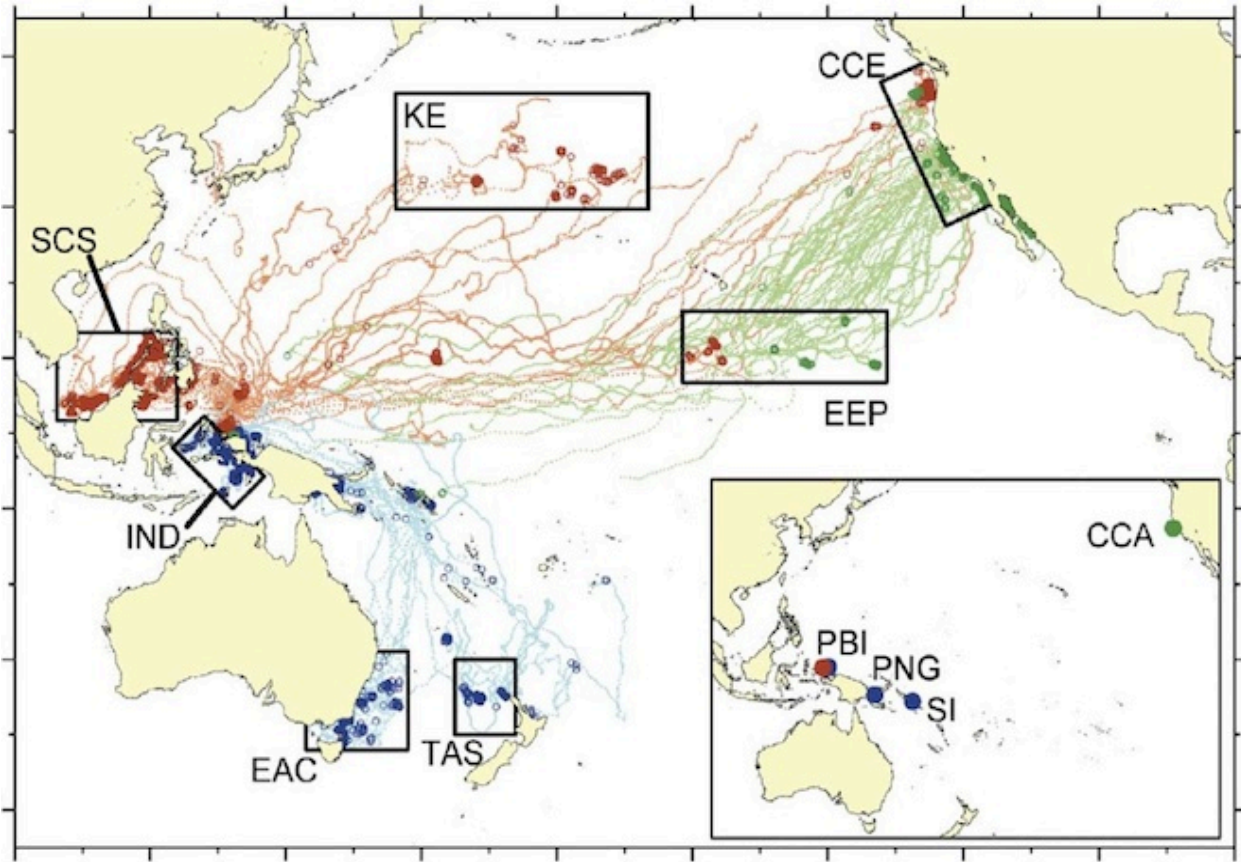 CCE
KE
SCS
EEP
IND
CCA
PBI
PNG
SI
TAS
EAC